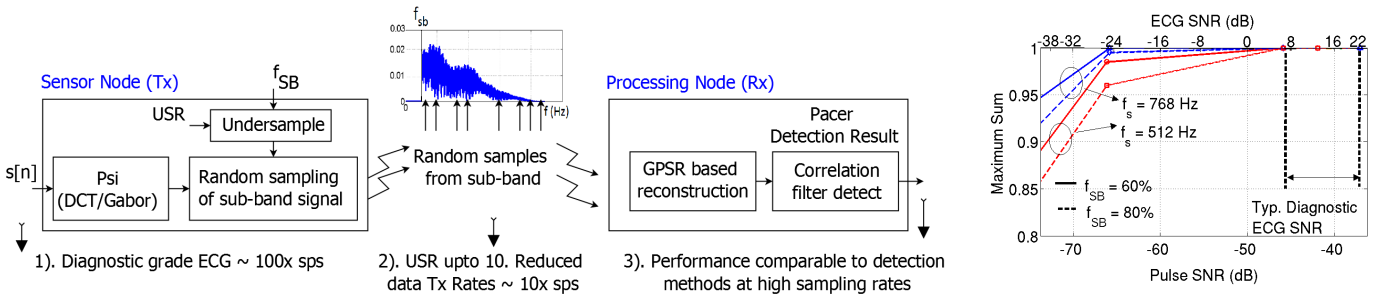 f_sb
0.03
0.02
0.01
0
0
f (Hz)
Sensor Node (Tx)
f_SB
USR
Undersample
s[n]
Psi
(DCT/Gabor)
Random sampling
of sub-band signal
Random samples
from sub-band
Processing Node (Rx)
Pacer
Detection Result
GPSR based
reconstruction
Correlation
filter detect
1). Diagnostic grade ECG ~ 100x sps
2). USR upto 10. Reduced
data Tx Rates ~ 10x sps
3). Performance comparable to detection
methods at high sampling rates
ECG SNR (dB)
-38 -32 -24 -16 -8 0 8 16 22
1
0.95
0.9
0.85
0.8
Maximum Sum
f_s = 768 Hz
f_s = 512 Hz
f_SB = 60%
f_SB = 80%
Typ. Diagnostic
ECG SNR
-70 -60 -50 -40
Pulse SNR (dB)